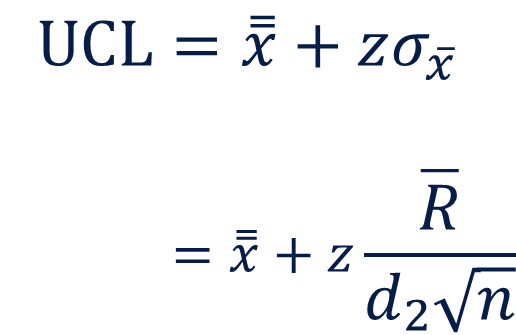 UCL = x̿ + zσ_x̄
= x̿ + z R̄ / (d₂√n)